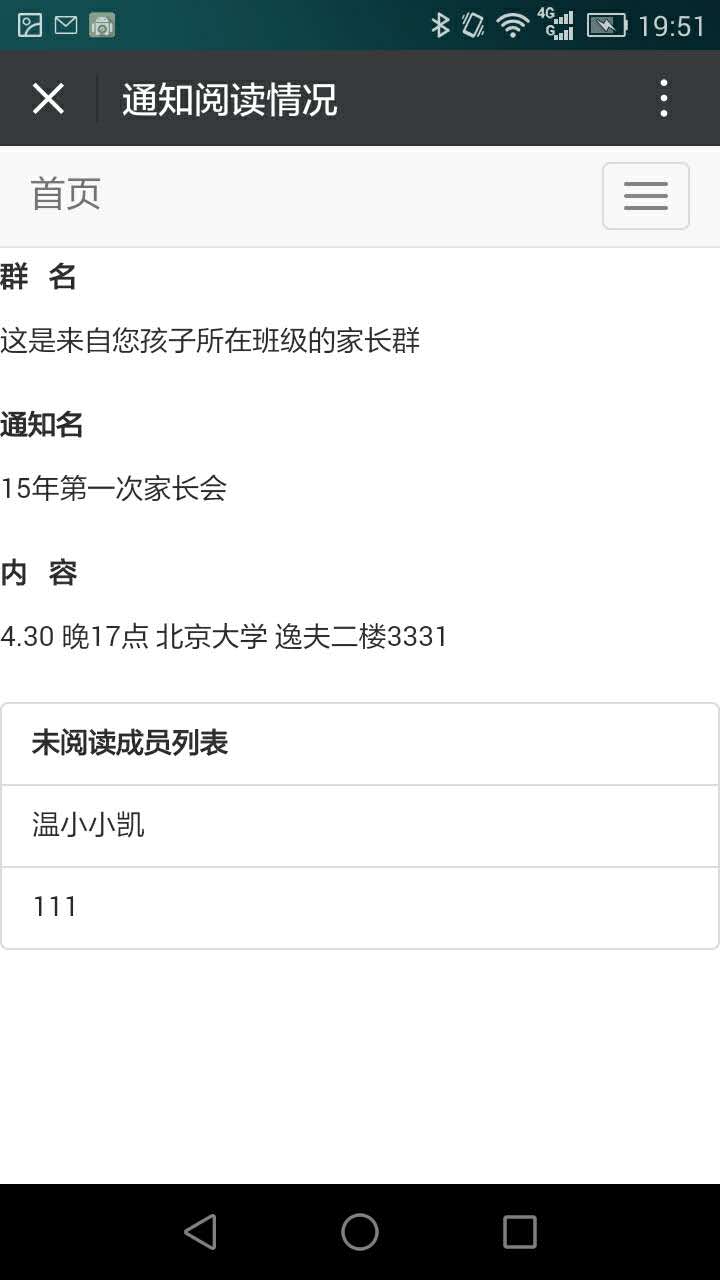 4G
G
19:51
通知阅读情况
首页
群 名
这是来自您孩子所在班级的家长群
通知名
15年第一次家长会
内 容
4.30 晚17点 北京大学 逸夫二楼3331
未阅读成员列表
温小小凯
111